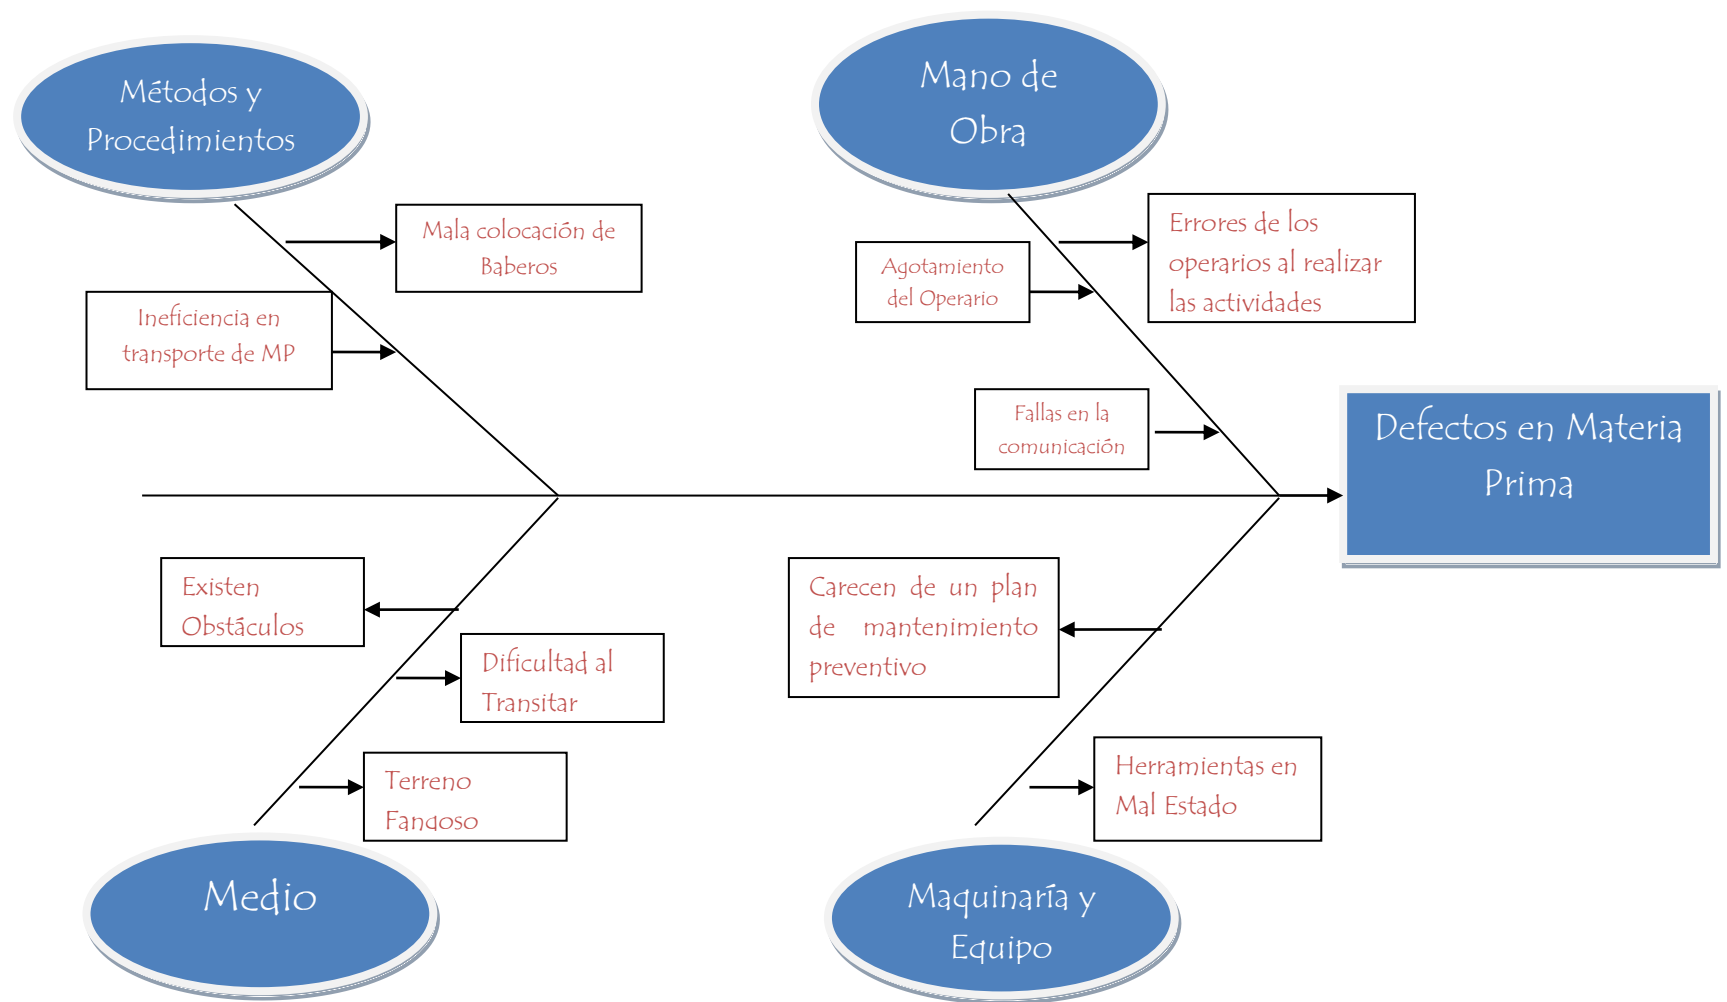 Métodos y
Procedimientos
Mano de
Obra
Mala colocación de
Baberos
Errores de los
operarios al realizar
las actividades
Agotamiento
del Operario
Ineficiencia en
transporte de MP
Fallas en la
comunicación
Defectos en Materia
Prima
Existen
Obstáculos
Carecen de un plan
de mantenimiento
preventivo
Dificultad al
Transitar
Terreno
Fangoso
Herramientas en
Mal Estado
Medio
Maquinaría y
Equipo